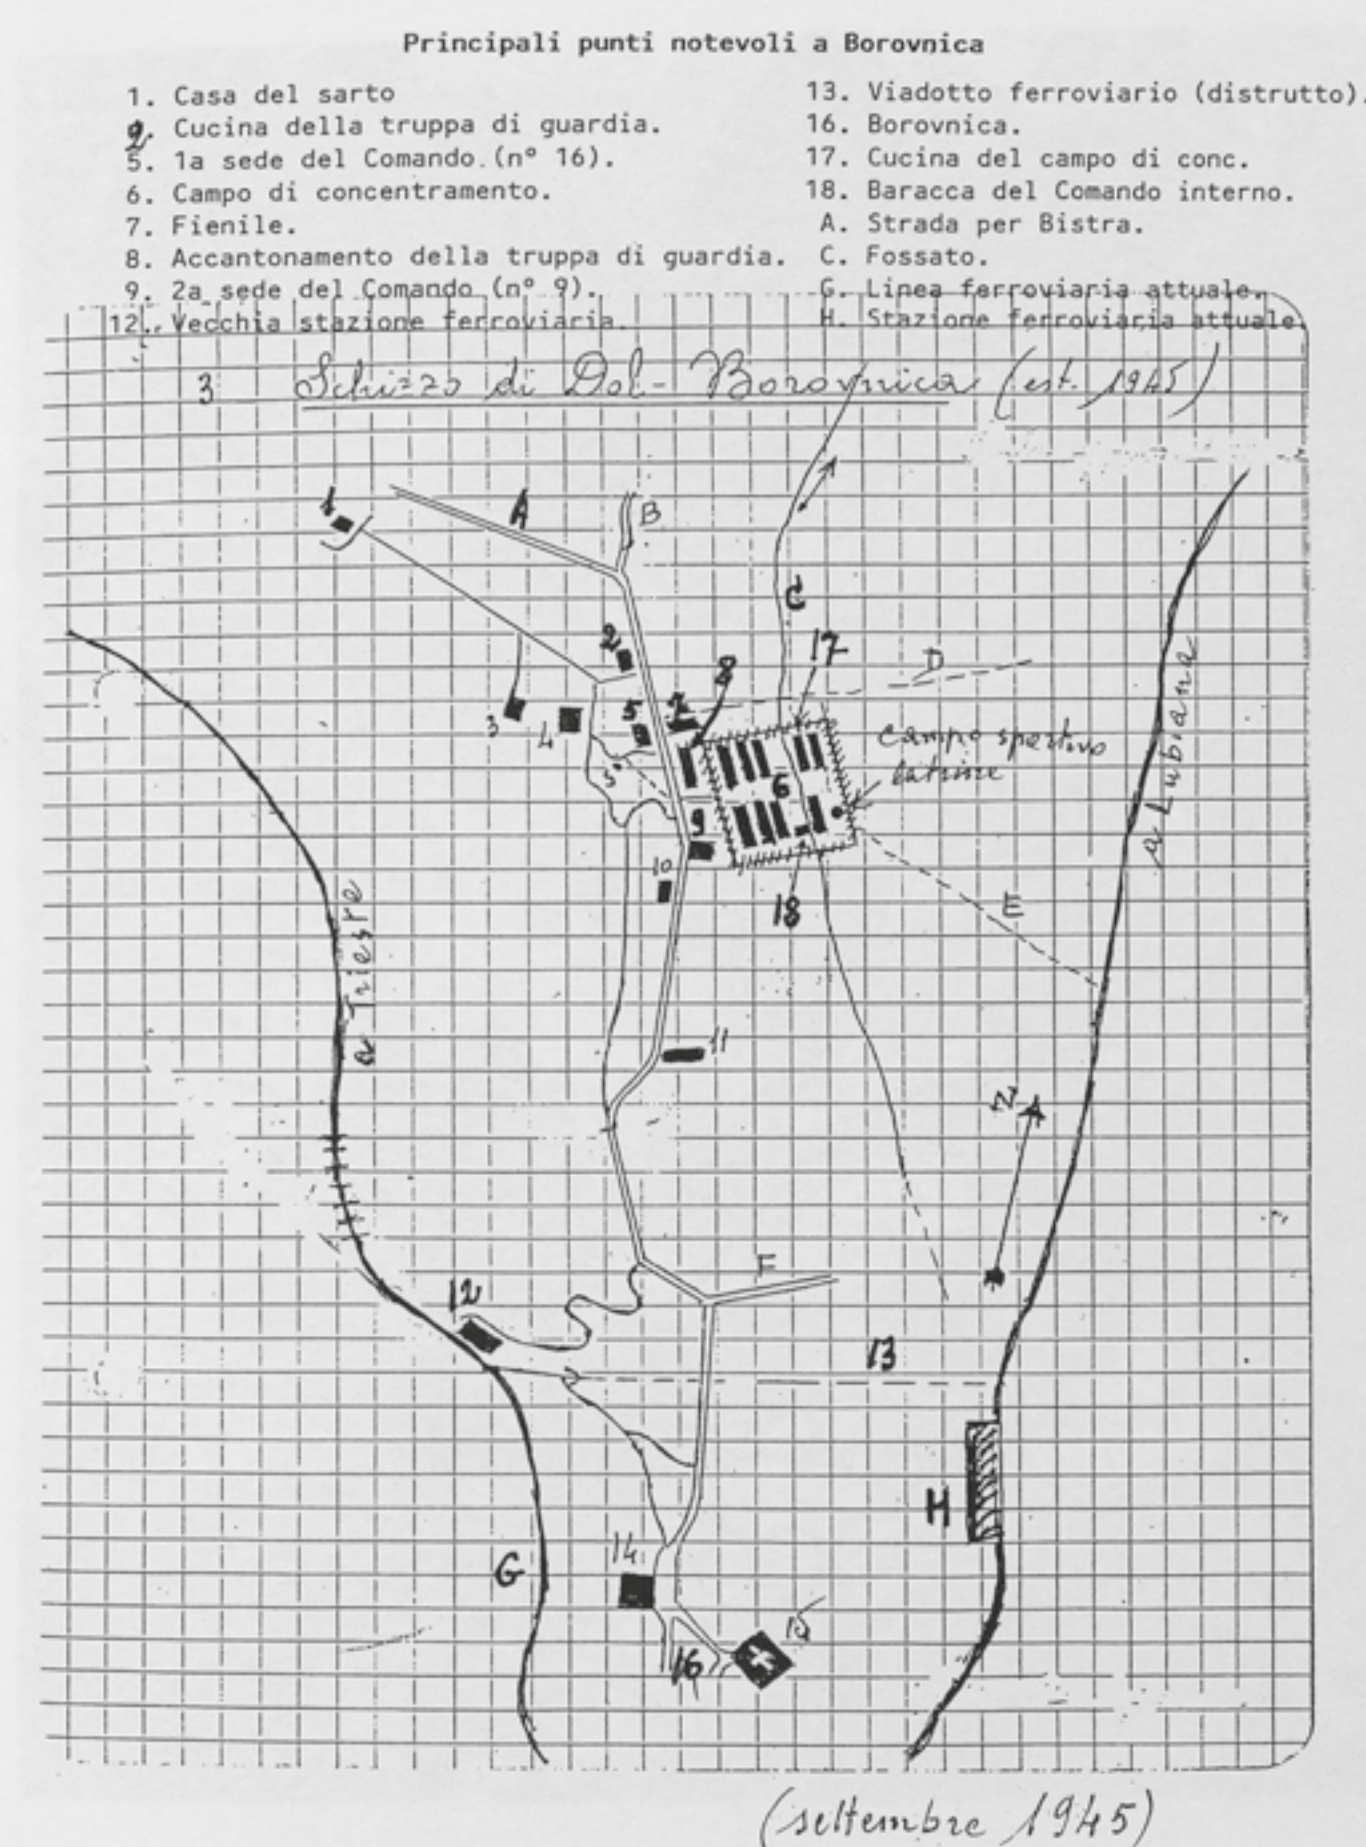 Principali punti notevoli a Borovnica
1. Casa del sarto
2. Cucina della truppa di guardia.
5. 1a sede del Comando.(n° 16).
6. Campo di concentramento.
7. Fienile.
8. Accantonamento della truppa di guardia.
9. 2a sede del Comando (n° 9).
12. Vecchia stazione ferroviaria.
13. Viadotto ferroviario (distrutto).
16. Borovnica.
17. Cucina del campo di conc.
18. Baracca del Comando interno.
A. Strada per Bistra.
C. Fossato.
G. Linea ferroviaria attuale.
H. Stazione ferroviaria attuale.
3 Schizzo di Dol-Borovnica (est. 1945)
1
A
B
C
2
17
D
8
3
4
5
7
campo sportivo
latrine
a Lubiana
6
9
10
18
E
a Trieste
11
N
F
12
13
H
G
14
15
16
(settembre 1945)